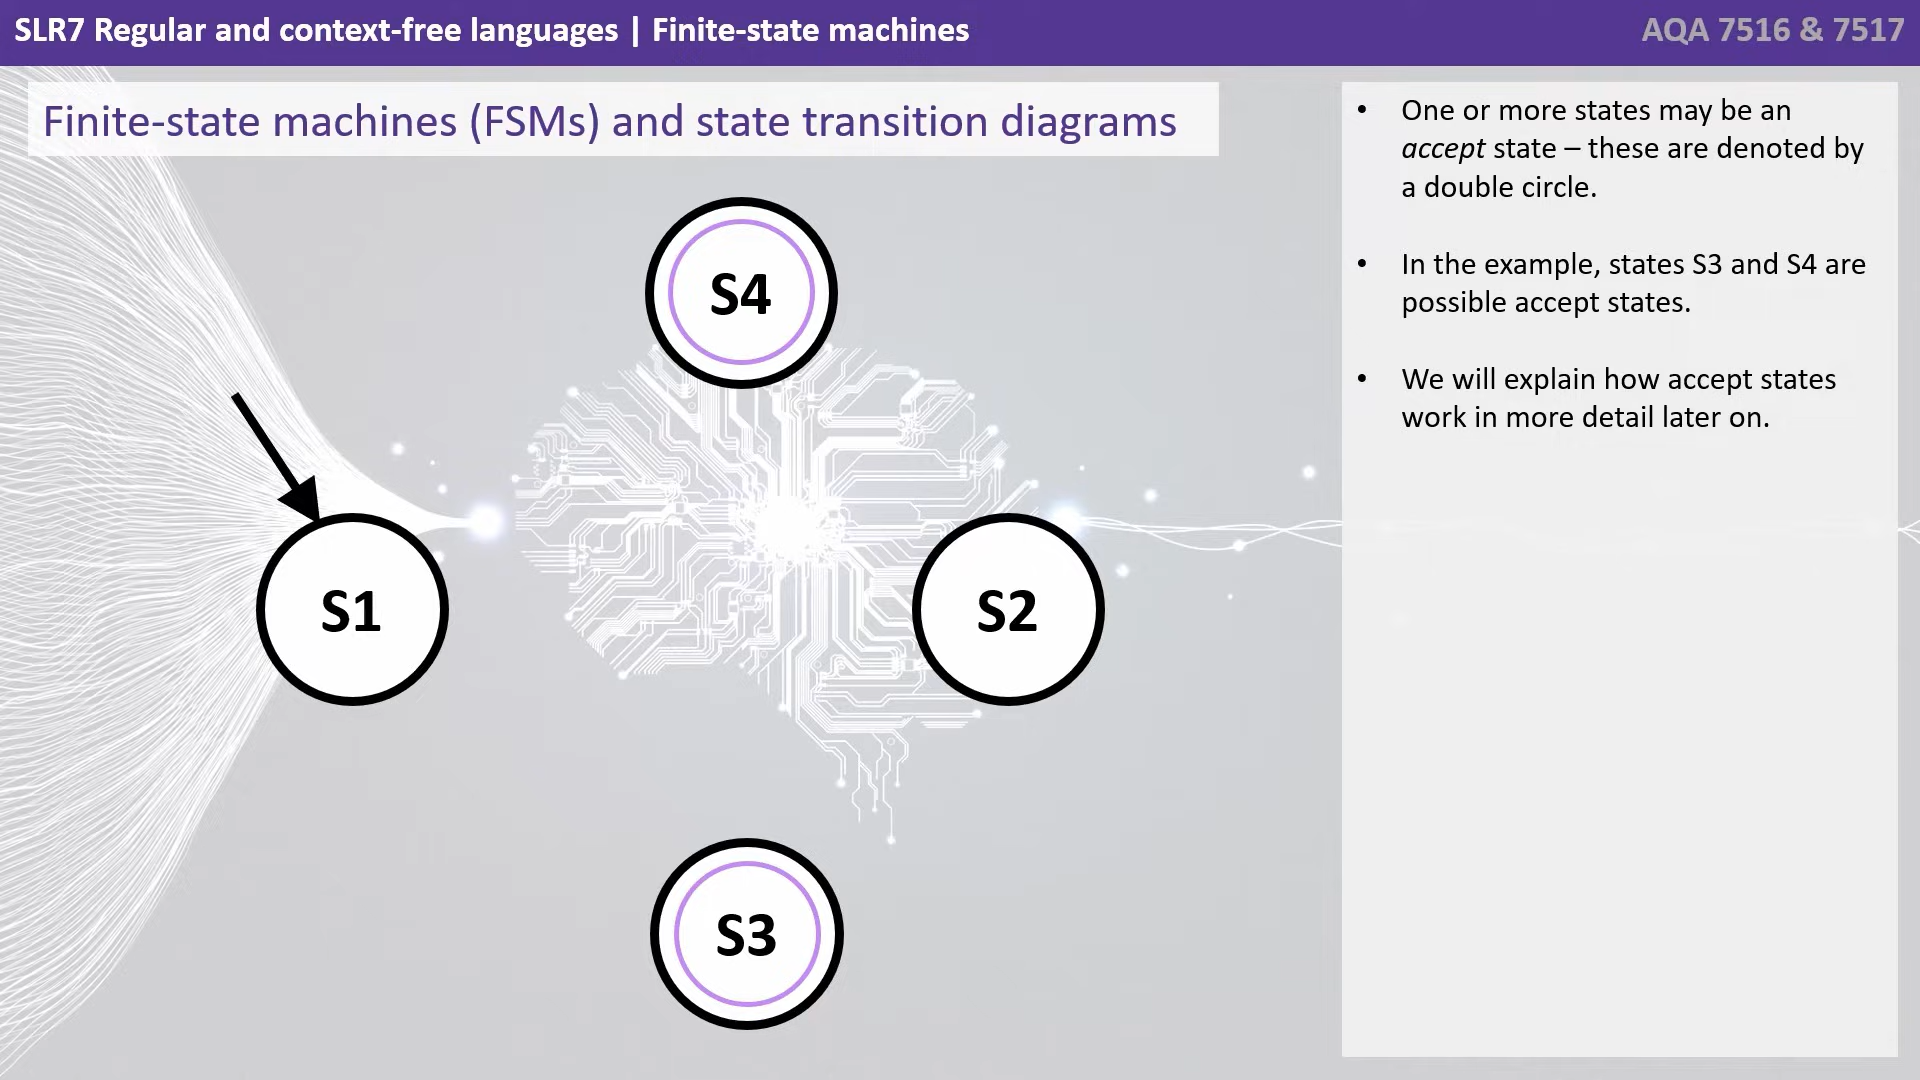 SLR7 Regular and context-free languages | Finite-state machines
AQA 7516 & 7517
Finite-state machines (FSMs) and state transition diagrams
• One or more states may be an
accept state – these are denoted by
a double circle.
• In the example, states S3 and S4 are
possible accept states.
• We will explain how accept states
work in more detail later on.
S4
S1
S2
S3